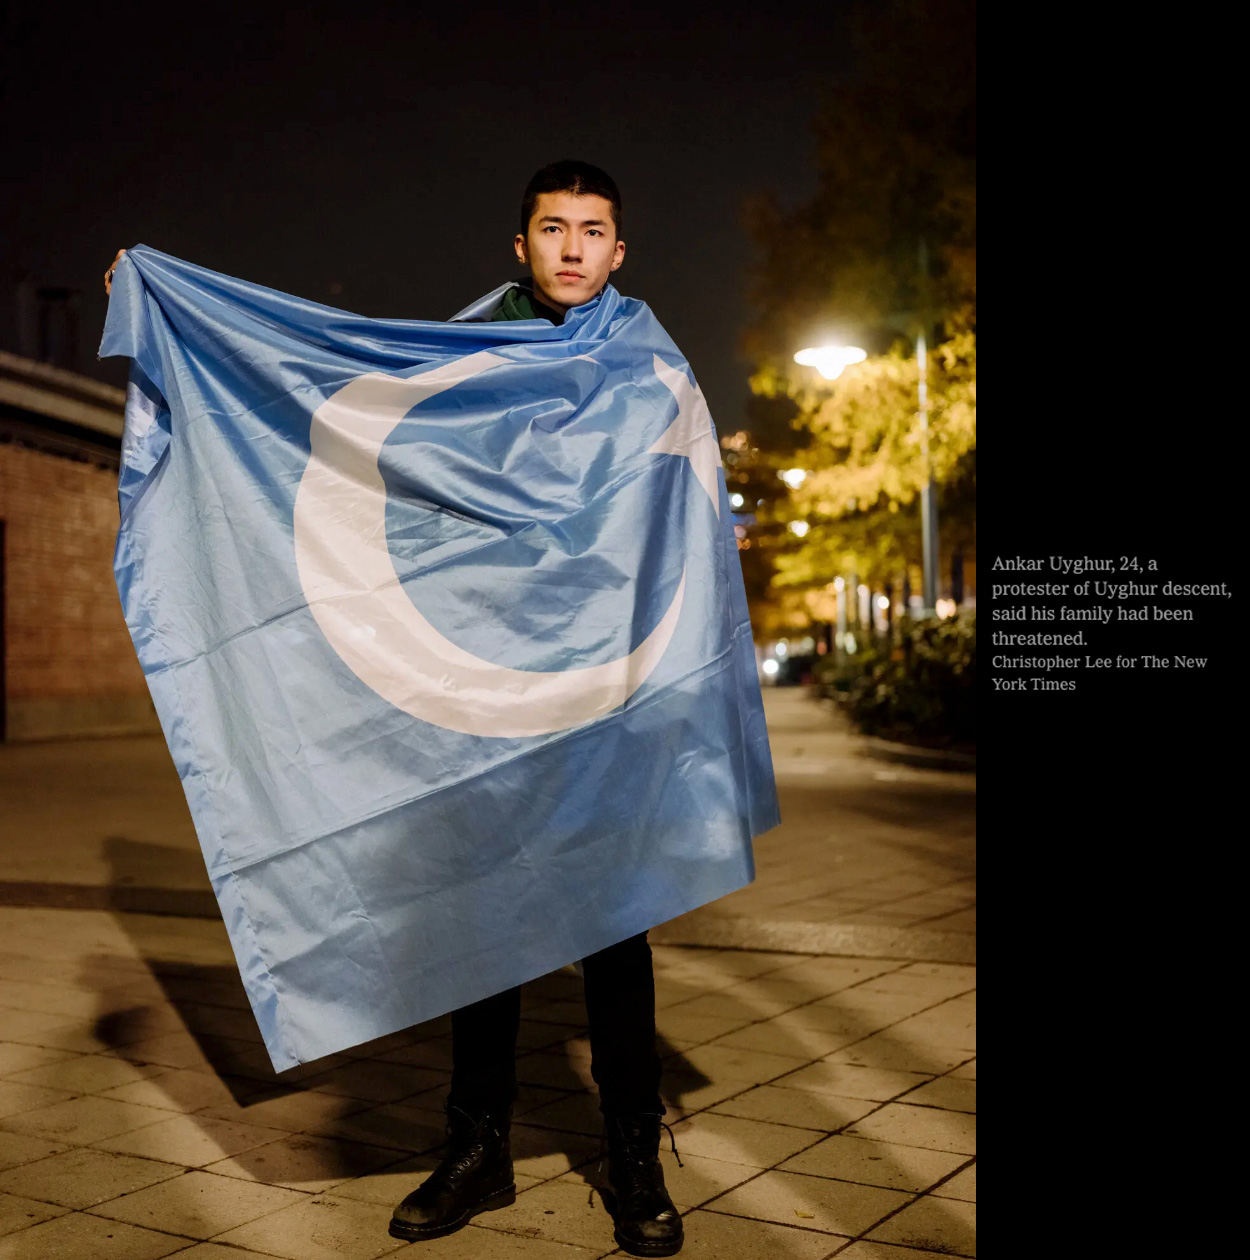 Ankar Uyghur, 24, a
protester of Uyghur descent,
said his family had been
threatened.
Christopher Lee for The New
York Times